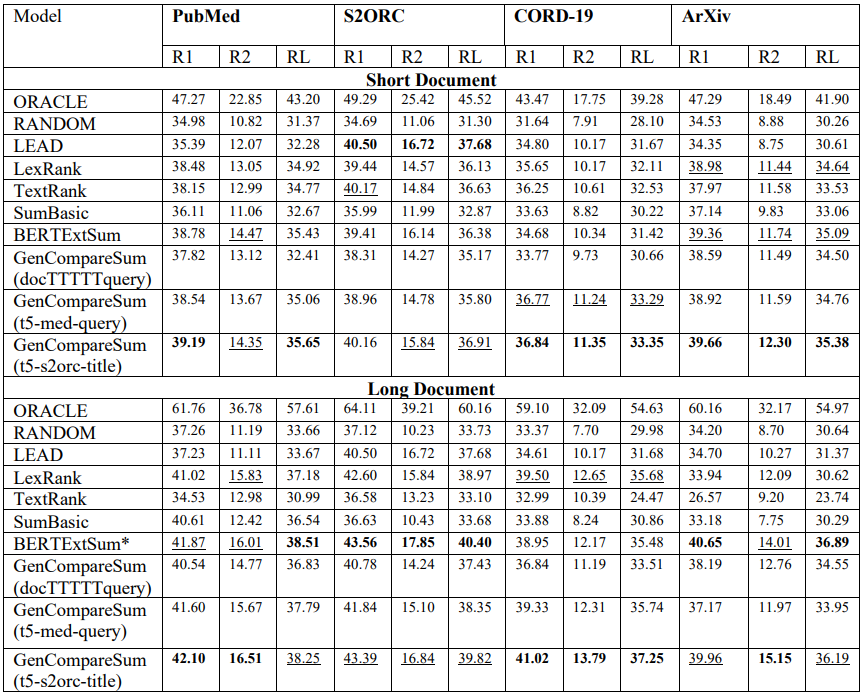 Model PubMed S2ORC CORD-19 ArXiv
R1 R2 RL R1 R2 RL R1 R2 RL R1 R2 RL
Short Document
ORACLE 47.27 22.85 43.20 49.29 25.42 45.52 43.47 17.75 39.28 47.29 18.49 41.90
RANDOM 34.98 10.82 31.37 34.69 11.06 31.30 31.64 7.91 28.10 34.53 8.88 30.26
LEAD 35.39 12.07 32.28 40.50 16.72 37.68 34.80 10.17 31.67 34.35 8.75 30.61
LexRank 38.48 13.05 34.92 39.44 14.57 36.13 35.65 10.17 32.11 38.98 11.44 34.64
TextRank 38.15 12.99 34.77 40.17 14.84 36.63 36.25 10.61 32.53 37.97 11.58 33.53
SumBasic 36.11 11.06 32.67 35.99 11.99 32.87 33.63 8.82 30.22 37.14 9.83 33.06
BERTExtSum 38.78 14.47 35.43 39.41 16.14 36.38 34.68 10.34 31.42 39.36 11.74 35.09
GenCompareSum 37.82 13.12 32.41 38.31 14.27 35.17 33.77 9.73 30.66 38.59 11.49 34.50
(docTTTTTquery)
GenCompareSum 38.54 13.67 35.06 38.96 14.78 35.80 36.77 11.24 33.29 38.92 11.59 34.76
(t5-med-query)
GenCompareSum 39.19 14.35 35.65 40.16 15.84 36.91 36.84 11.35 33.35 39.66 12.30 35.38
(t5-s2orc-title)
Long Document
ORACLE 61.76 36.78 57.61 64.11 39.21 60.16 59.10 32.09 54.63 60.16 32.17 54.97
RANDOM 37.26 11.19 33.66 37.12 10.23 33.73 33.37 7.70 29.98 34.20 8.70 30.64
LEAD 37.23 11.11 33.67 40.50 16.72 37.68 34.61 10.17 31.68 34.70 10.27 31.37
LexRank 41.02 15.83 37.18 42.60 15.84 38.97 39.50 12.65 35.68 33.94 12.09 30.62
TextRank 34.53 12.98 30.99 36.58 13.23 33.10 32.99 10.39 24.47 26.57 9.20 23.74
SumBasic 40.61 12.42 36.54 36.63 10.43 33.68 33.88 8.24 30.86 33.18 7.75 30.29
BERTExtSum* 41.87 16.01 38.51 43.56 17.85 40.40 38.95 12.17 35.48 40.65 14.01 36.89
GenCompareSum 40.54 14.77 36.83 40.78 14.24 37.43 36.84 11.19 33.51 38.19 12.76 34.55
(docTTTTTquery)
GenCompareSum 41.60 15.67 37.79 41.84 15.10 38.35 39.33 12.31 35.74 37.17 11.97 33.95
(t5-med-query)
GenCompareSum 42.10 16.51 38.25 43.39 16.84 39.82 41.02 13.79 37.25 39.96 15.15 36.19
(t5-s2orc-title)